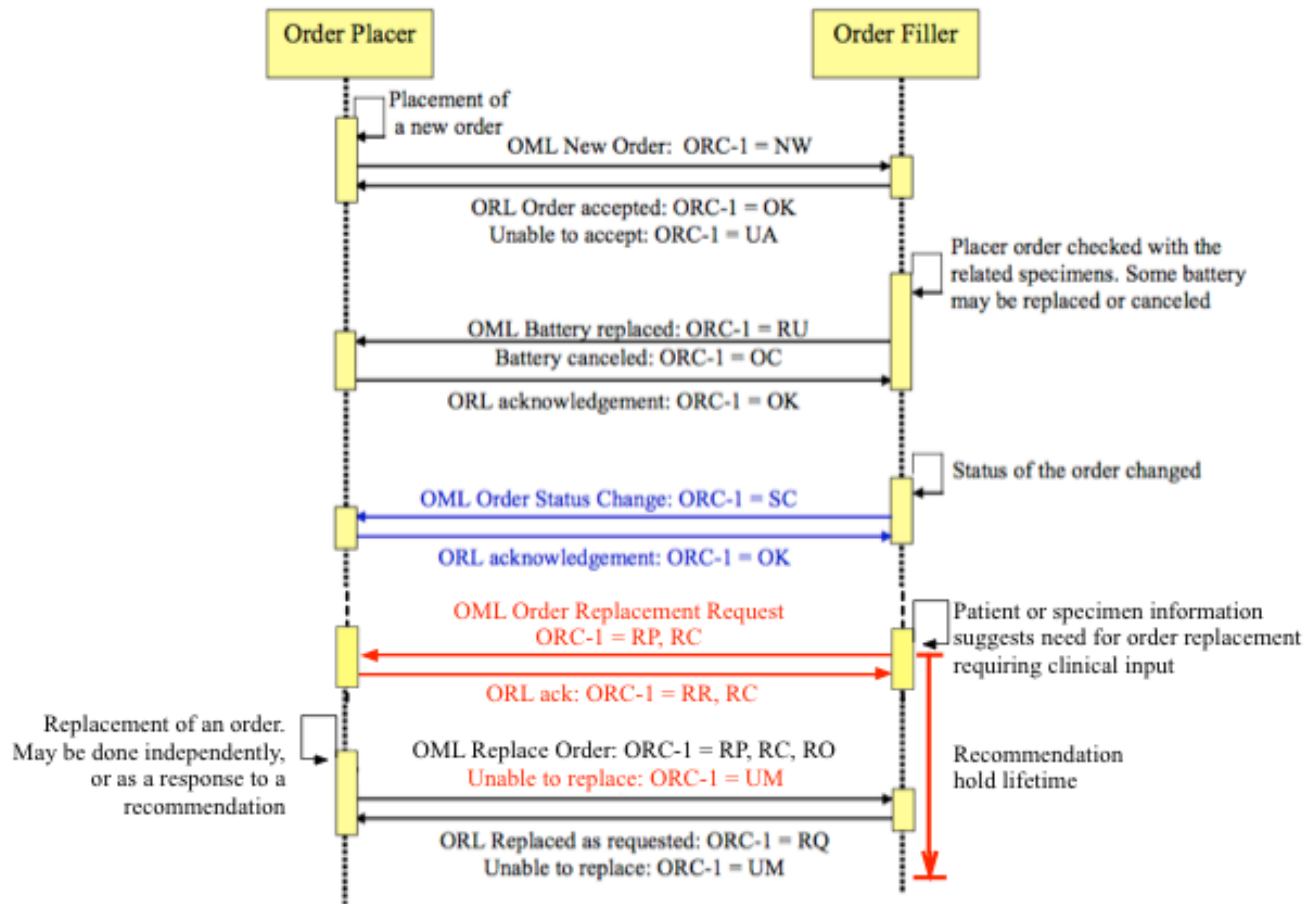 Order Placer
Order Filler
Placement of
a new order
OML New Order:  ORC-1 = NW
ORL Order accepted: ORC-1 = OK
Unable to accept: ORC-1 = UA
Placer order checked with the
related specimens. Some battery
may be replaced or canceled
OML Battery replaced: ORC-1 = RU
Battery canceled: ORC-1 = OC
ORL acknowledgement: ORC-1 = OK
Status of the order changed
OML Order Status Change: ORC-1 = SC
ORL acknowledgement: ORC-1 = OK
OML Order Replacement Request
ORC-1 = RP, RC
Patient or specimen information
suggests need for order replacement
requiring clinical input
ORL ack: ORC-1 = RR, RC
Replacement of an order.
May be done independently,
or as a response to a
recommendation
OML Replace Order: ORC-1 = RP, RC, RO
Unable to replace: ORC-1 = UM
Recommendation
hold lifetime
ORL Replaced as requested: ORC-1 = RQ
Unable to replace: ORC-1 = UM